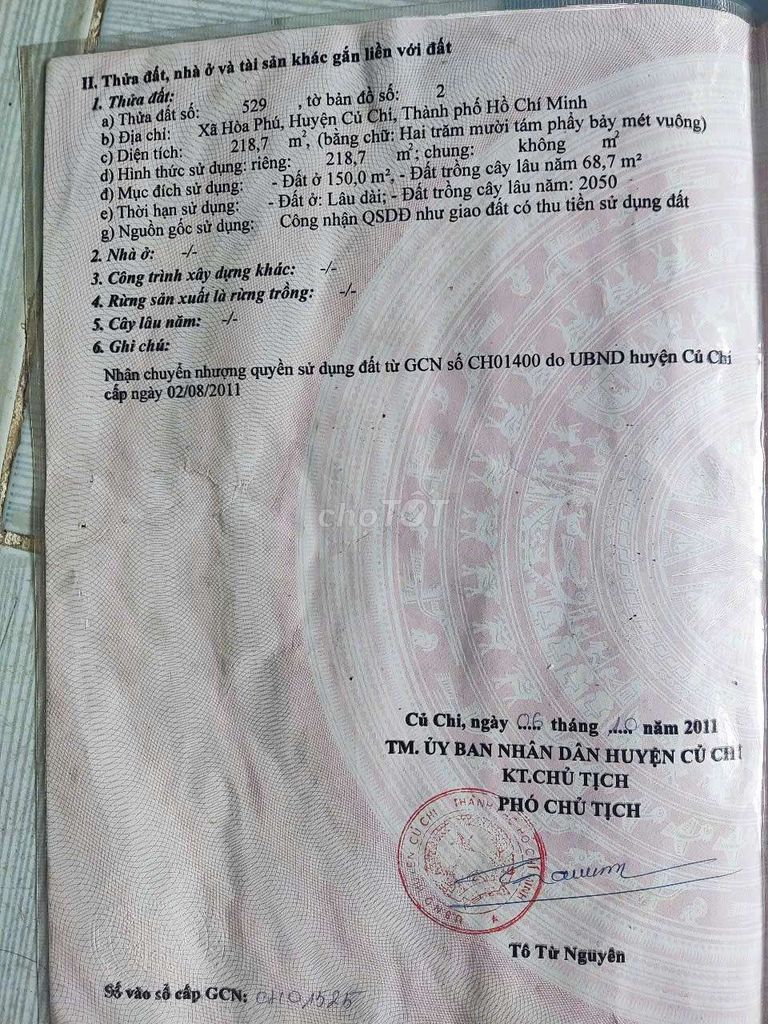 II. Thửa đất, nhà ở và tài sản khác gắn liền với đất
1. Thửa đất:
a) Thửa đất số: 529 , tờ bản đồ số: 2
b) Địa chỉ: Xã Hòa Phú, Huyện Củ Chi, Thành phố Hồ Chí Minh
c) Diện tích: 218,7 m², (bằng chữ: Hai trăm mười tám phẩy bảy mét vuông)
d) Hình thức sử dụng: riêng: 218,7 m²; chung: không m²
đ) Mục đích sử dụng: - Đất ở 150,0 m², - Đất trồng cây lâu năm 68,7 m²
e) Thời hạn sử dụng: - Đất ở: Lâu dài; - Đất trồng cây lâu năm: 2050
g) Nguồn gốc sử dụng: Công nhận QSDĐ như giao đất có thu tiền sử dụng đất
2. Nhà ở: -/-
3. Công trình xây dựng khác: -/-
4. Rừng sản xuất là rừng trồng: -/-
5. Cây lâu năm: -/-
6. Ghi chú:
Nhận chuyển nhượng quyền sử dụng đất từ GCN số CH01400 do UBND huyện Củ Chi
cấp ngày 02/08/2011
choTỐT
Củ Chi, ngày 06 tháng 10 năm 2011
TM. ỦY BAN NHÂN DÂN HUYỆN CỦ CHI
KT.CHỦ TỊCH
PHÓ CHỦ TỊCH
U.B.N.D HUYỆN CỦ CHI THÀNH PHỐ HỒ CHÍ MINH
Tô Từ Nguyên
Số vào sổ cấp GCN: CH01525